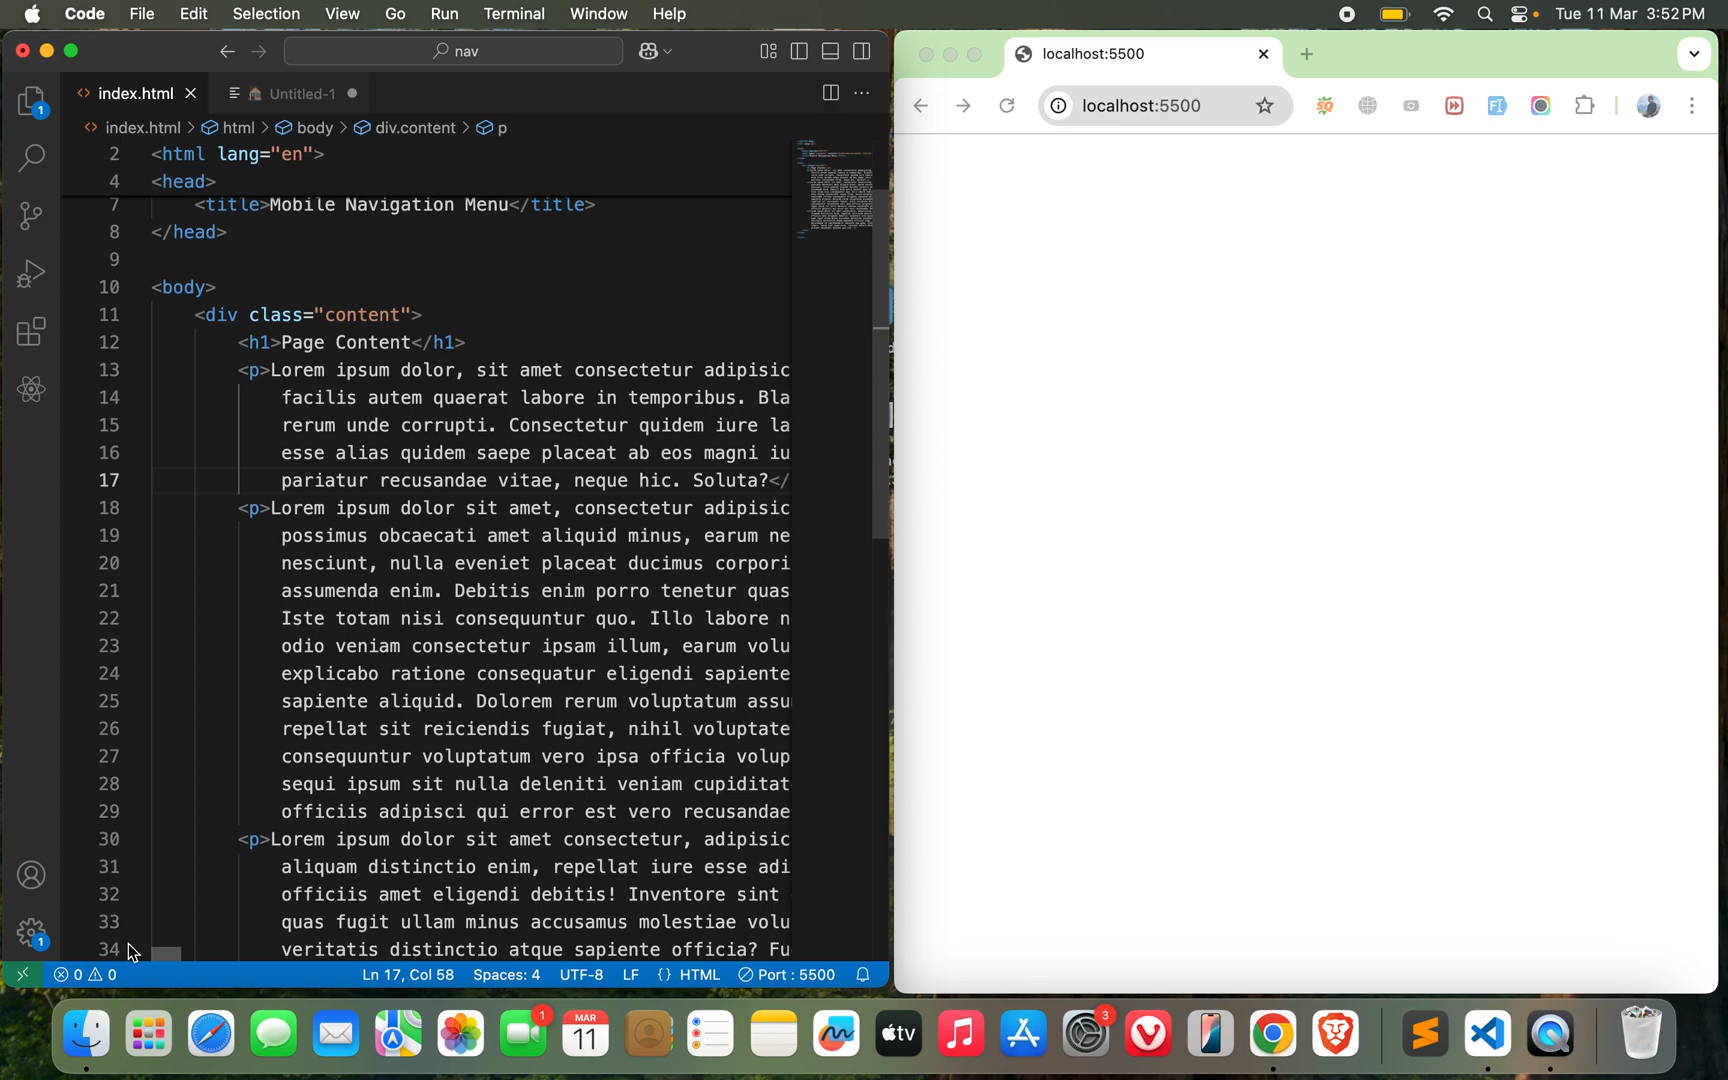 Code File Edit Selection View Go Run Terminal Window Help
Tue 11 Mar 3:52 PM
nav
index.html
Untitled-1
index.html > html > body > div.content > p
2 <html lang="en">
4 <head>
7 <title>Mobile Navigation Menu</title>
8 </head>
9
10 <body>
11 <div class="content">
12 <h1>Page Content</h1>
13 <p>Lorem ipsum dolor, sit amet consectetur adipisic
14 facilis autem quaerat labore in temporibus. Bla
15 rerum unde corrupti. Consectetur quidem iure la
16 esse alias quidem saepe placeat ab eos magni iu
17 pariatur recusandae vitae, neque hic. Soluta?</
18 <p>Lorem ipsum dolor sit amet, consectetur adipisic
19 possimus obcaecati amet aliquid minus, earum ne
20 nesciunt, nulla eveniet placeat ducimus corpori
21 assumenda enim. Debitis enim porro tenetur quas
22 Iste totam nisi consequuntur quo. Illo labore n
23 odio veniam consectetur ipsam illum, earum volu
24 explicabo ratione consequatur eligendi sapiente
25 sapiente aliquid. Dolorem rerum voluptatum assu
26 repellat sit reiciendis fugiat, nihil voluptate
27 consequuntur voluptatum vero ipsa officia volup
28 sequi ipsum sit nulla deleniti veniam cupiditat
29 officiis adipisci qui error est vero recusandae
30 <p>Lorem ipsum dolor sit amet consectetur, adipisic
31 aliquam distinctio enim, repellat iure esse adi
32 officiis amet eligendi debitis! Inventore sint
33 quas fugit ullam minus accusamus molestiae volu
34 veritatis distinctio atque sapiente officia? Fu
1
1
0 0
Ln 17, Col 58 Spaces: 4 UTF-8 LF {} HTML Port : 5500
localhost:5500
localhost:5500
SQ
FI
1
MAR
11
tv
3